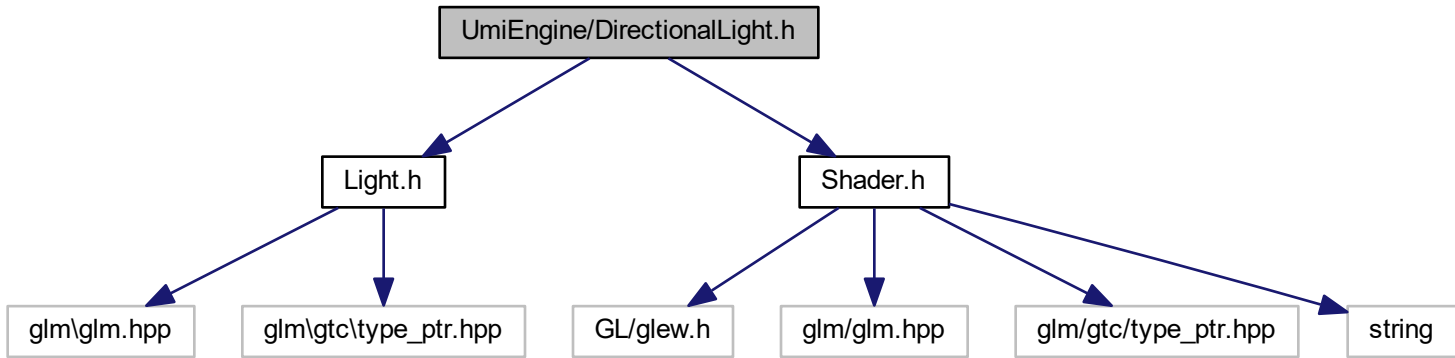 UmiEngine/DirectionalLight.h
Light.h
Shader.h
glm\glm.hpp
glm\gtc\type_ptr.hpp
GL/glew.h
glm/glm.hpp
glm/gtc/type_ptr.hpp
string